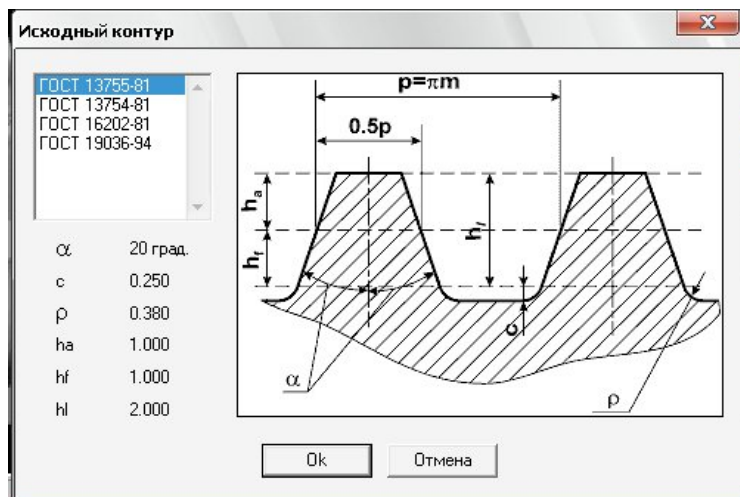 Исходный контур
ГОСТ 13755-81
ГОСТ 13754-81
ГОСТ 16202-81
ГОСТ 19036-94
α 20 град.
c 0.250
ρ 0.380
ha 1.000
hf 1.000
hl 2.000
p=πm
0.5p
ha
hf
hl
c
α
ρ
Ok
Отмена